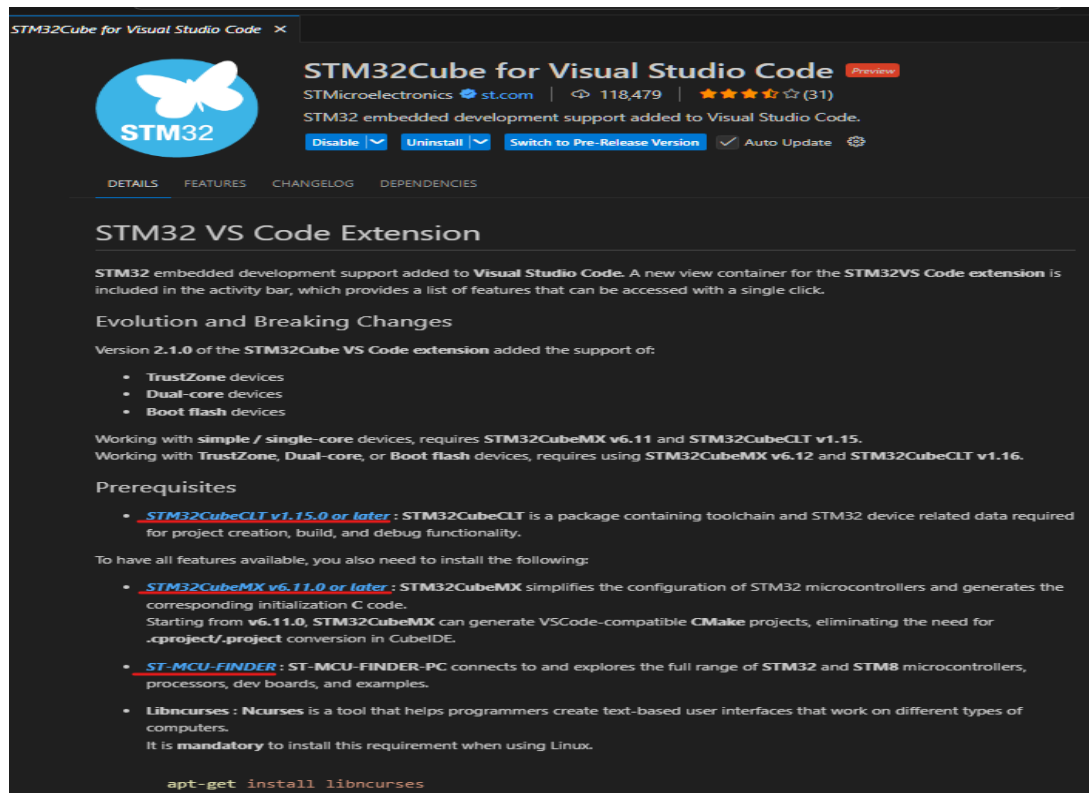 STM32Cube for Visual Studio Code ×
STM32
STM32Cube for Visual Studio Code Preview
STMicroelectronics st.com | 118,479 | (31)
STM32 embedded development support added to Visual Studio Code.
Disable Uninstall Switch to Pre-Release Version Auto Update
DETAILS FEATURES CHANGELOG DEPENDENCIES
STM32 VS Code Extension
STM32 embedded development support added to Visual Studio Code. A new view container for the STM32VS Code extension is
included in the activity bar, which provides a list of features that can be accessed with a single click.
Evolution and Breaking Changes
Version 2.1.0 of the STM32Cube VS Code extension added the support of:
• TrustZone devices
• Dual-core devices
• Boot flash devices
Working with simple / single-core devices, requires STM32CubeMX v6.11 and STM32CubeCLT v1.15.
Working with TrustZone, Dual-core, or Boot flash devices, requires using STM32CubeMX v6.12 and STM32CubeCLT v1.16.
Prerequisites
• STM32CubeCLT v1.15.0 or later : STM32CubeCLT is a package containing toolchain and STM32 device related data required
for project creation, build, and debug functionality.
To have all features available, you also need to install the following:
• STM32CubeMX v6.11.0 or later : STM32CubeMX simplifies the configuration of STM32 microcontrollers and generates the
corresponding initialization C code.
Starting from v6.11.0, STM32CubeMX can generate VSCode-compatible CMake projects, eliminating the need for
.cproject/.project conversion in CubeIDE.
• ST-MCU-FINDER : ST-MCU-FINDER-PC connects to and explores the full range of STM32 and STM8 microcontrollers,
processors, dev boards, and examples.
• Libncurses : Ncurses is a tool that helps programmers create text-based user interfaces that work on different types of
computers.
It is mandatory to install this requirement when using Linux.
apt-get install libncurses